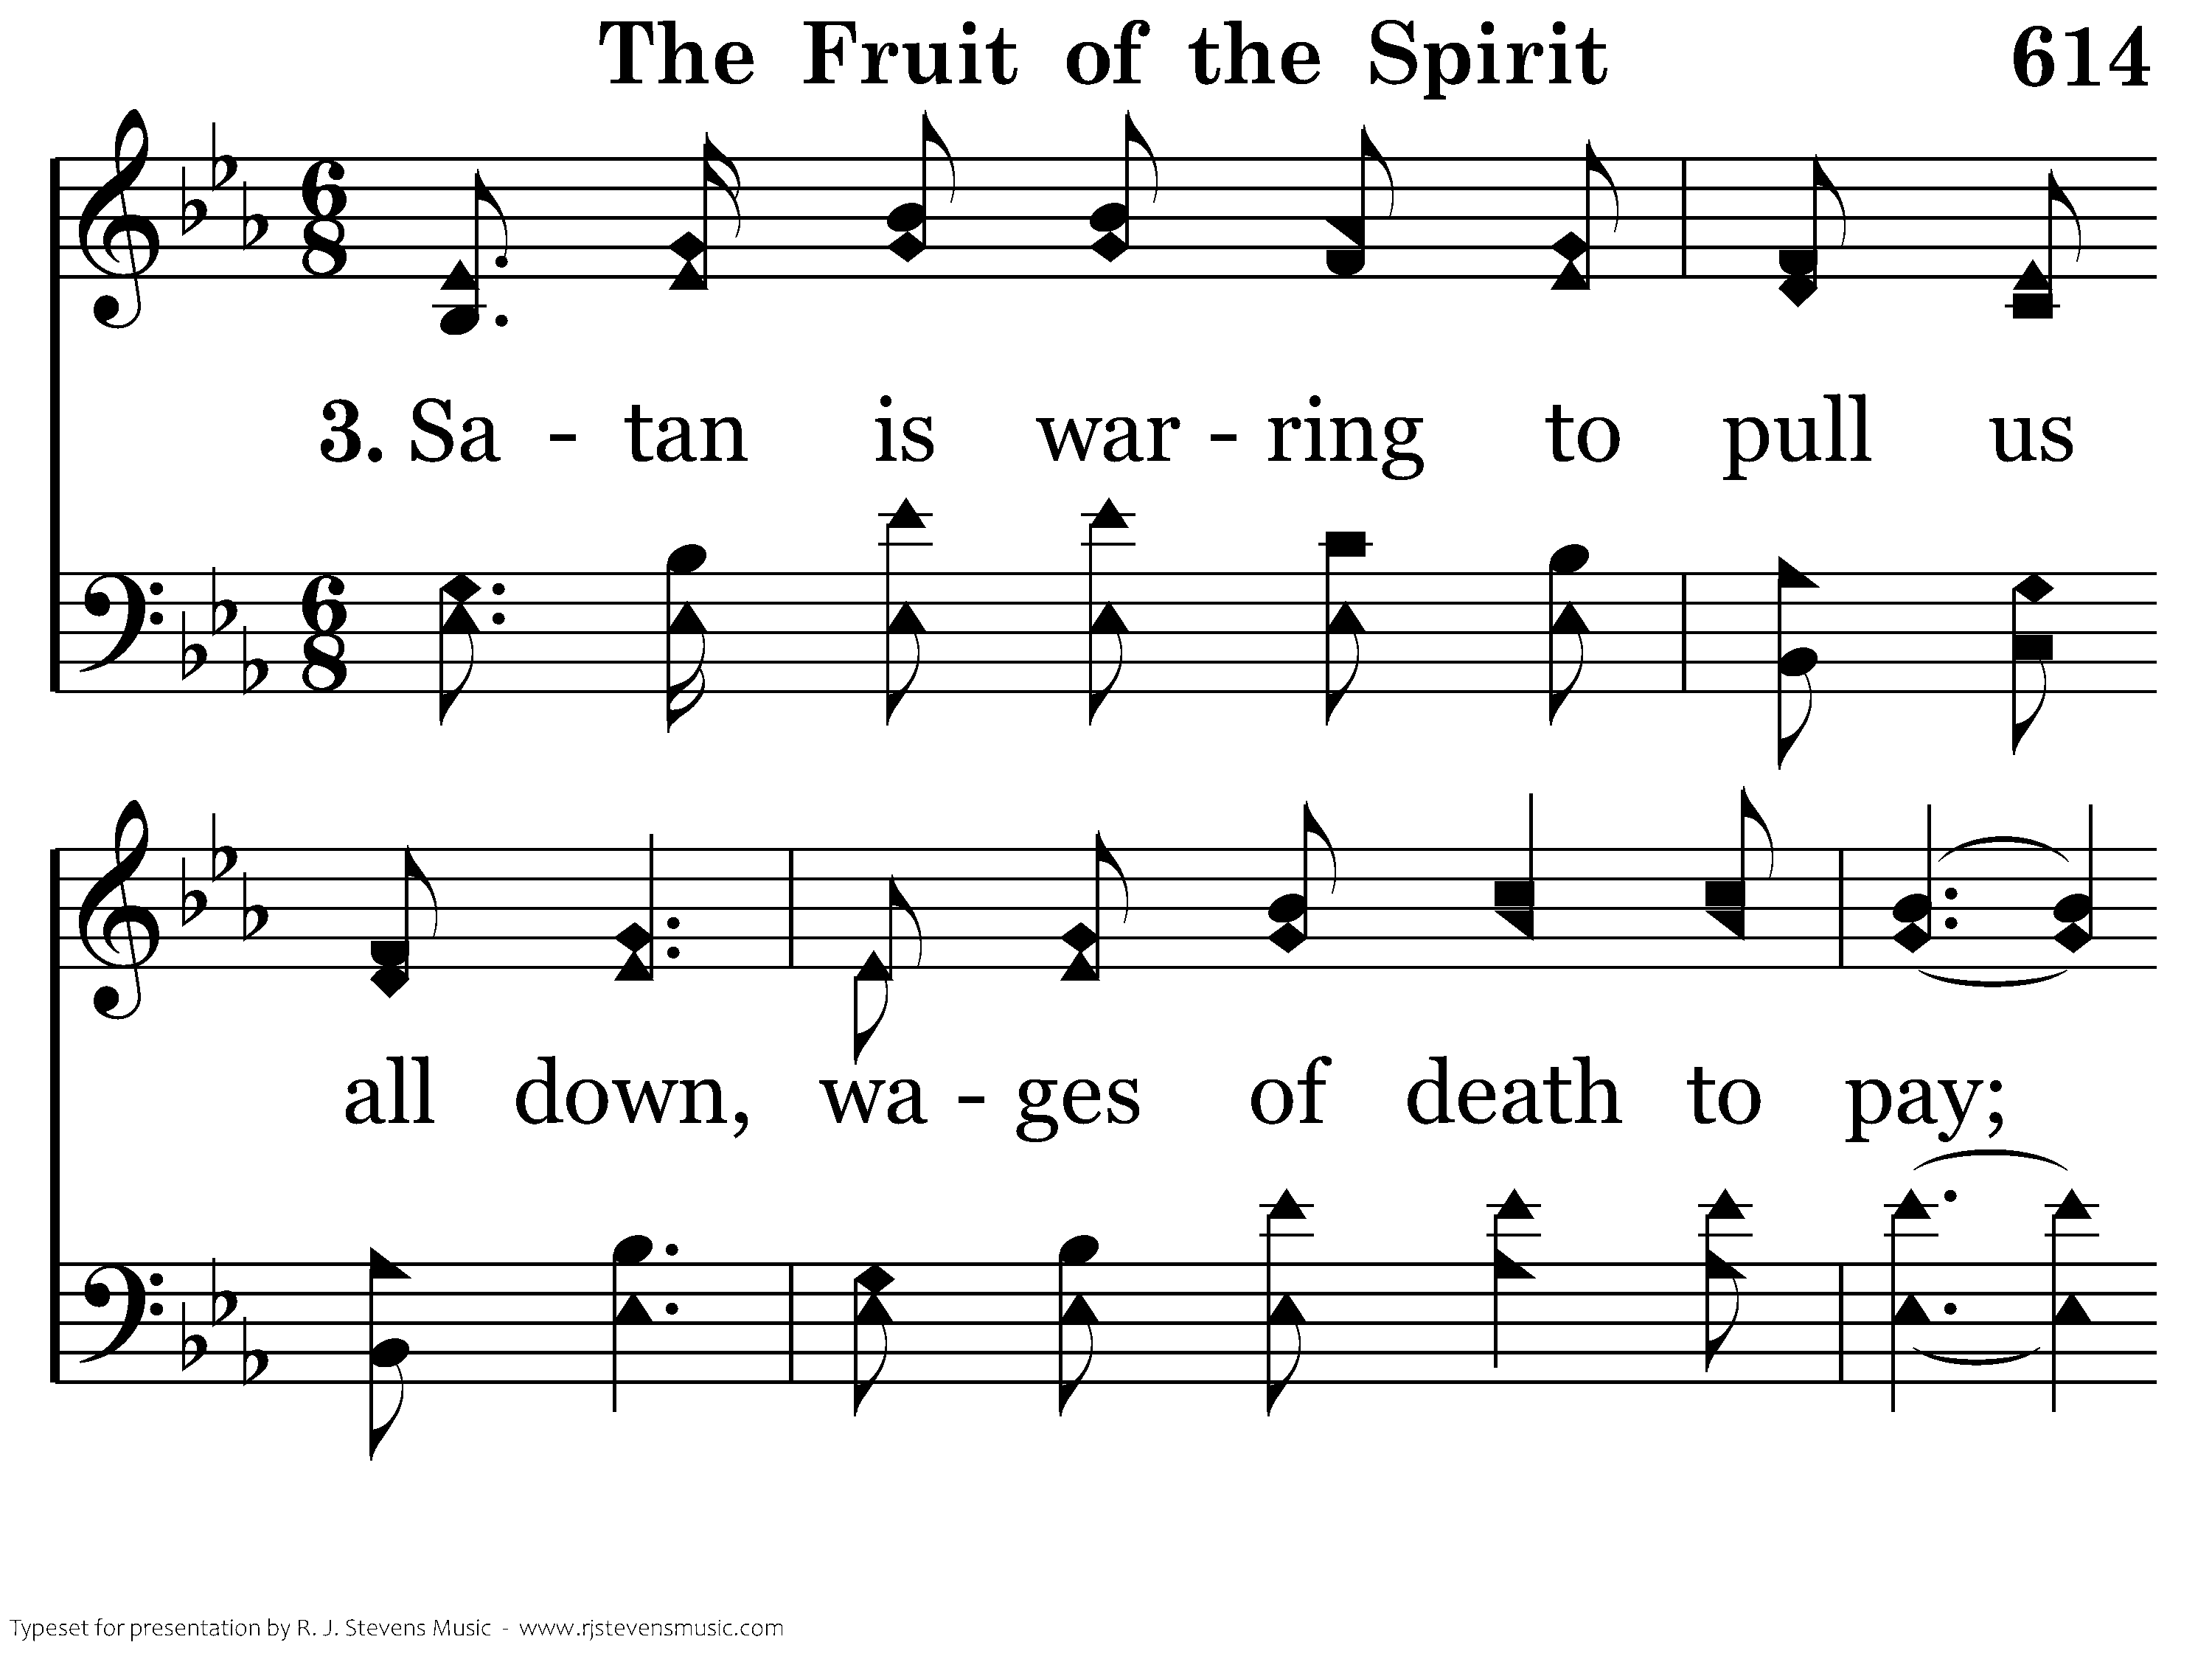 The Fruit of the Spirit 614
3. Sa - tan is war - ring to pull us
all down, wa - ges of death to pay;
Typeset for presentation by R. J. Stevens Music - www.rjstevensmusic.com